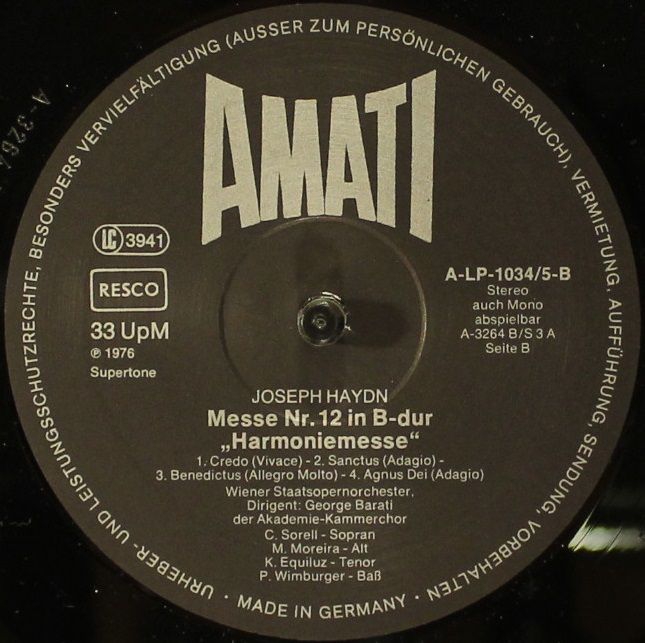 URHEBER- UND LEISTUNGSSCHUTZRECHTE, BESONDERS VERVIELFÄLTIGUNG (AUSSER ZUM PERSÖNLICHEN GEBRAUCH), VERMIETUNG, AUFFÜHRUNG, SENDUNG, VORBEHALTEN · MADE IN GERMANY ·
AMATI
LC 3941
RESCO
33 UpM
℗ 1976
Supertone
A-LP-1034/5-B
Stereo
auch Mono
abspielbar
A-3264 B/S 3 A
Seite B
JOSEPH HAYDN
Messe Nr. 12 in B-dur
„Harmoniemesse“
1. Credo (Vivace) - 2. Sanctus (Adagio) -
3. Benedictus (Allegro Molto) - 4. Agnus Dei (Adagio)
Wiener Staatsopernorchester,
Dirigent: George Barati
der Akademie-Kammerchor
C. Sorell - Sopran
M. Moreira - Alt
K. Equiluz - Tenor
P. Wimburger - Baß
A-3264